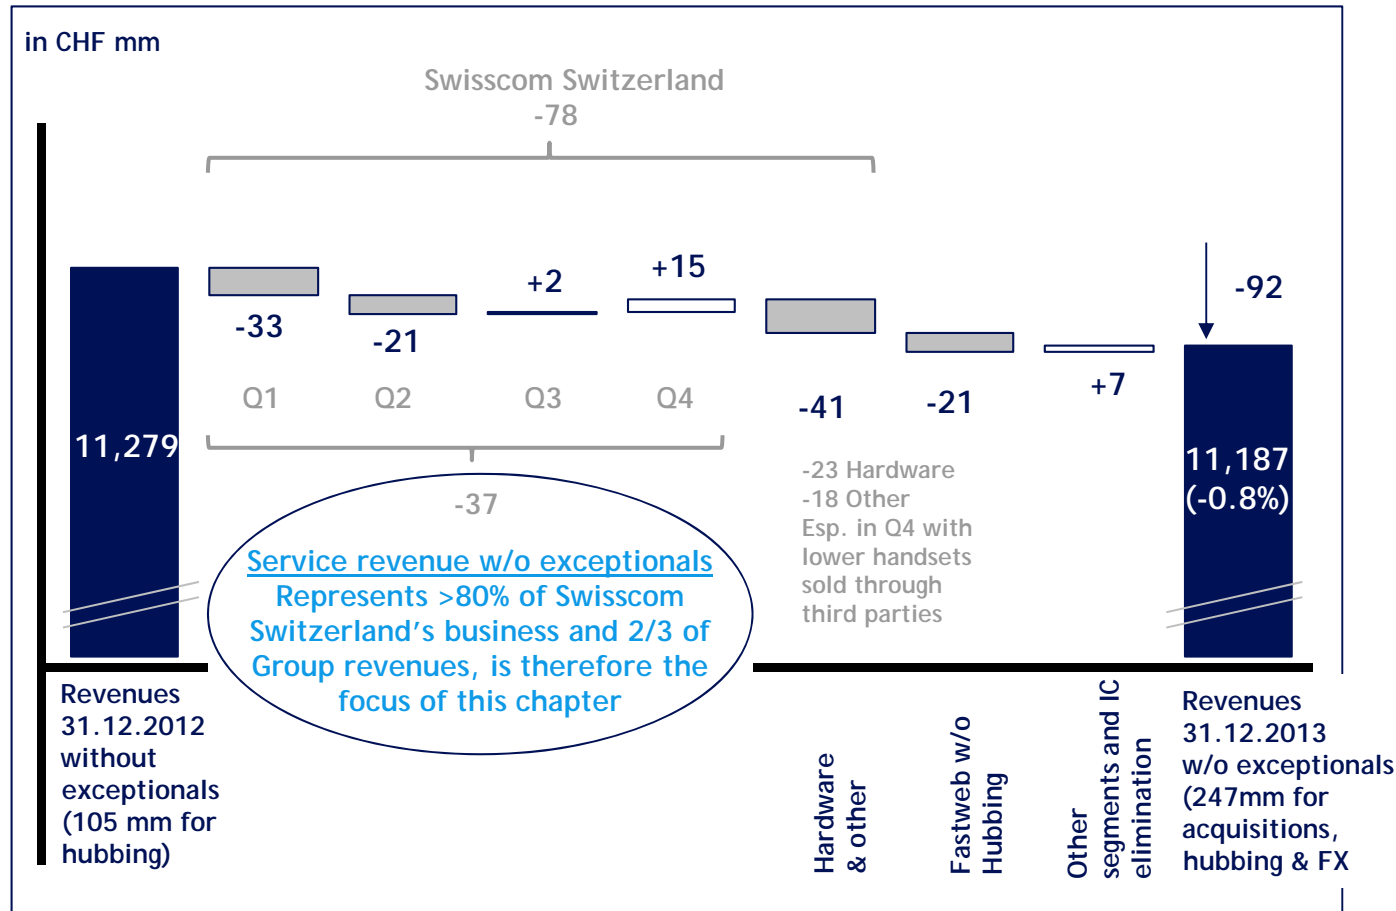 in CHF mm
Swisscom Switzerland
-78
-33
-21
+2
+15
-41
-21
+7
-92
Q1
Q2
Q3
Q4
11,279
11,187
(-0.8%)
-37
Service revenue w/o exceptionals
Represents >80% of Swisscom
Switzerland's business and 2/3 of
Group revenues, is therefore the
focus of this chapter
-23 Hardware
-18 Other
Esp. in Q4 with
lower handsets
sold through
third parties
Revenues
31.12.2012
without
exceptionals
(105 mm for
hubbing)
Hardware
& other
Fastweb w/o
Hubbing
Other
segments and IC
elimination
Revenues
31.12.2013
w/o exceptionals
(247mm for
acquisitions,
hubbing & FX